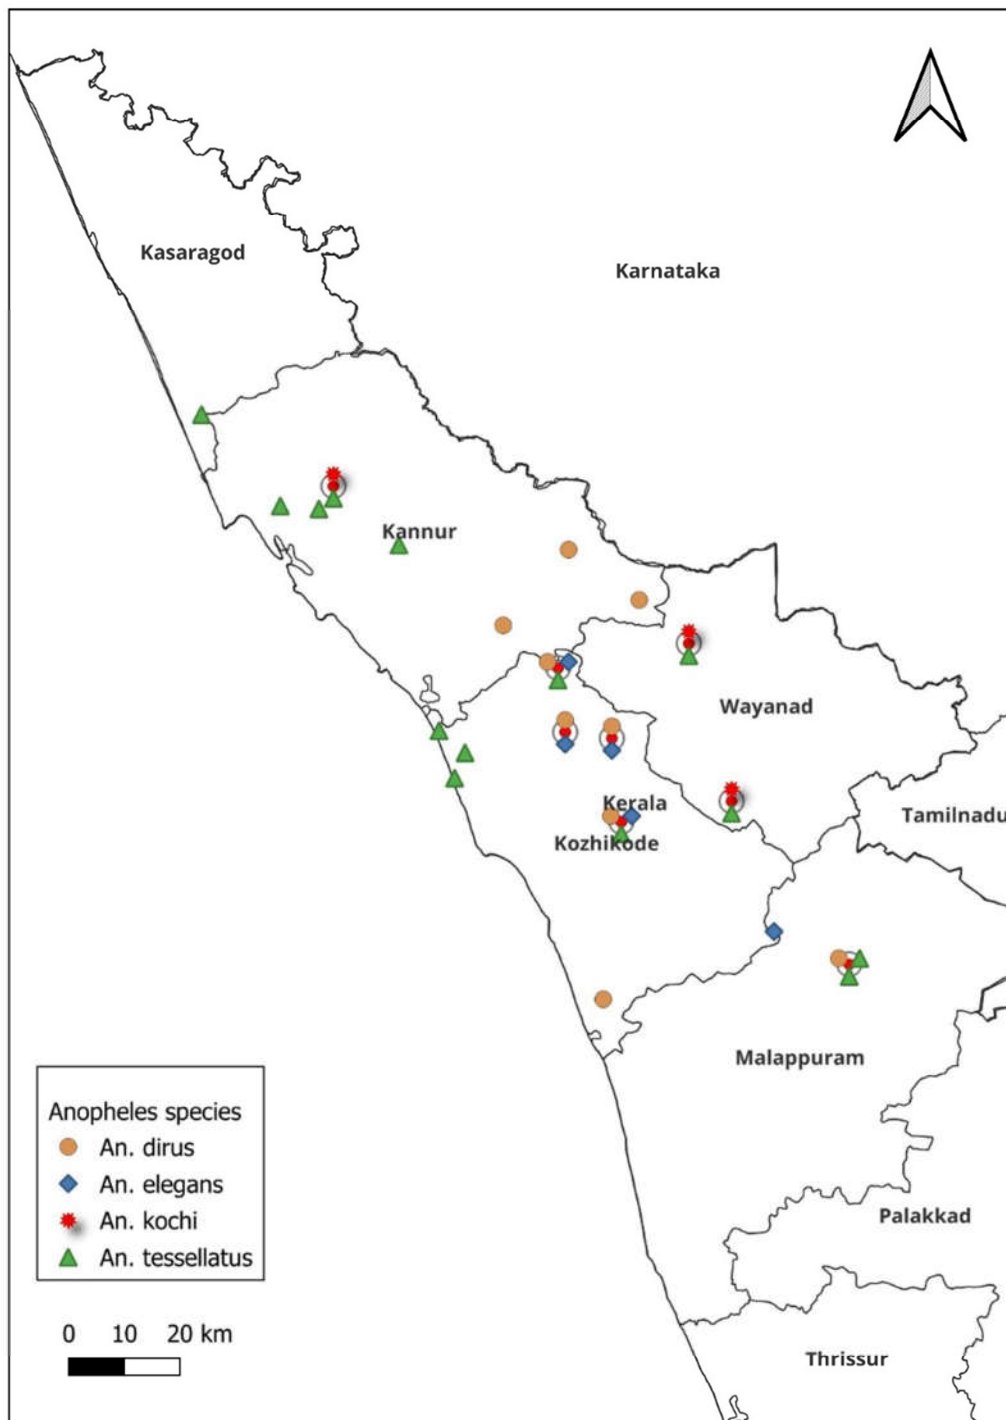 Kasaragod
Karnataka
Kannur
Wayanad
Kerala
Tamilnadu
Kozhikode
Malappuram
Palakkad
Thrissur
Anopheles species
An. dirus
An. elegans
An. kochi
An. tessellatus
0 10 20 km